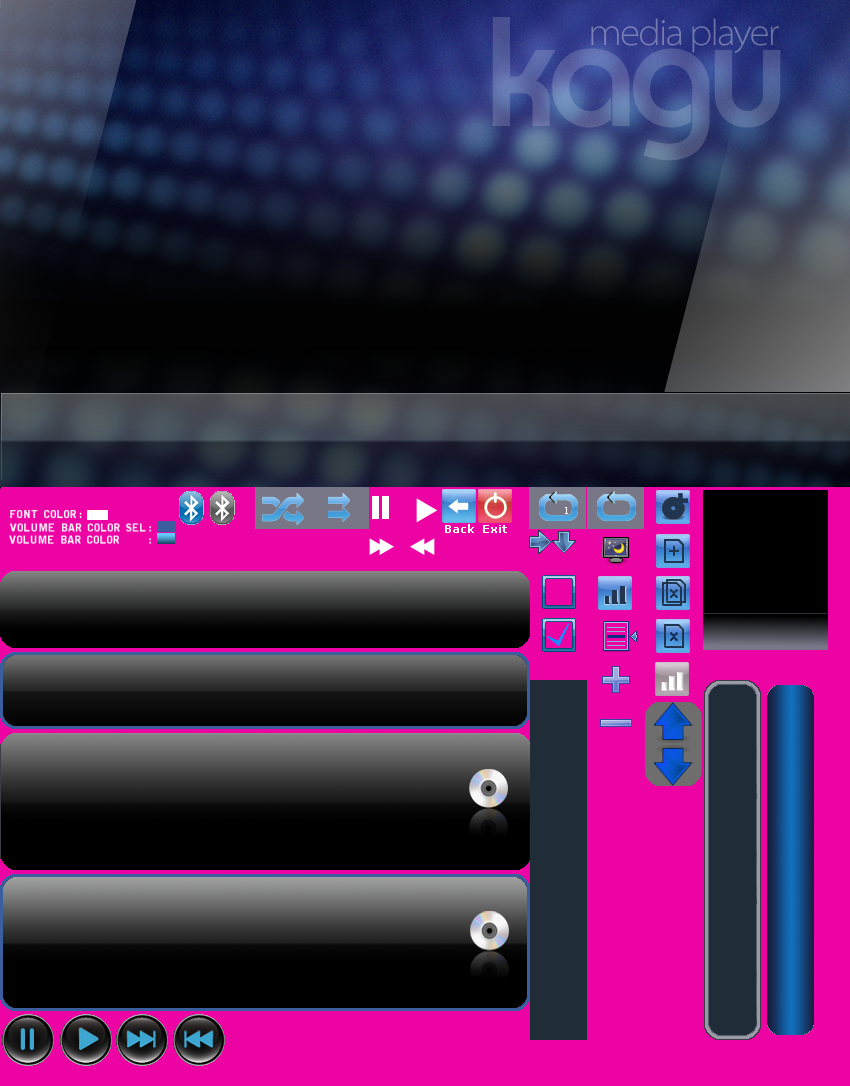 media player
kagu
FONT COLOR:
VOLUME BAR COLOR SEL:
VOLUME BAR COLOR :
Back Exit
1